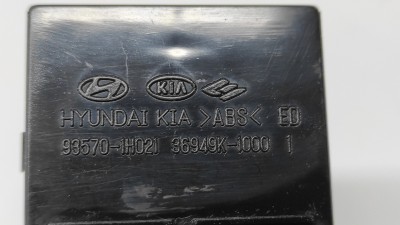 KIA
HYUNDAI KIA >ABS< ED
93570-1H021 36949K-1000 1